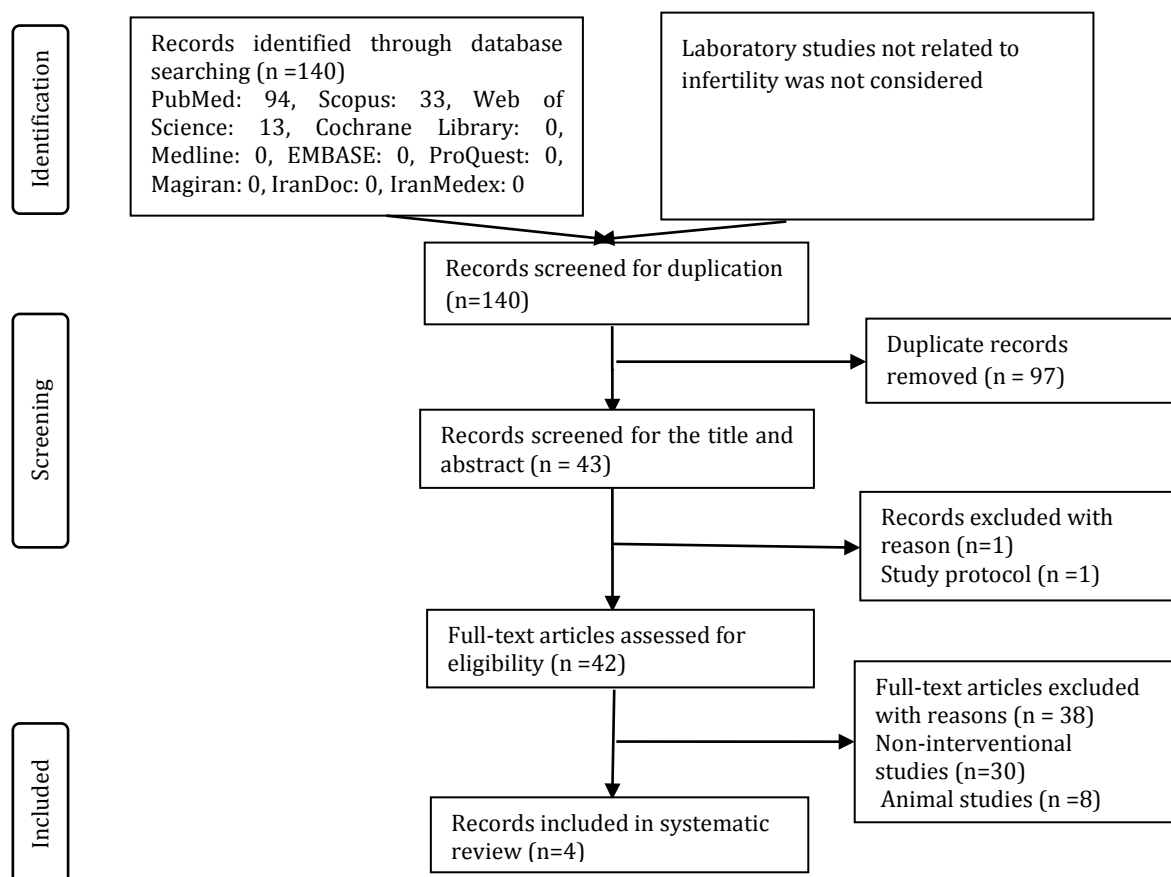 Identification
Records identified through database
searching (n =140)
PubMed: 94, Scopus: 33, Web of
Science: 13, Cochrane Library: 0,
Medline: 0, EMBASE: 0, ProQuest: 0,
Magiran: 0, IranDoc: 0, IranMedex: 0
Laboratory studies not related to
infertility was not considered
Records screened for duplication
(n=140)
Screening
Duplicate records
removed (n = 97)
Records screened for the title and
abstract (n = 43)
Records excluded with
reason (n=1)
Study protocol (n =1)
Full-text articles assessed for
eligibility (n =42)
Full-text articles excluded
with reasons (n = 38)
Non-interventional
studies (n=30)
Animal studies (n =8)
Included
Records included in systematic
review (n=4)